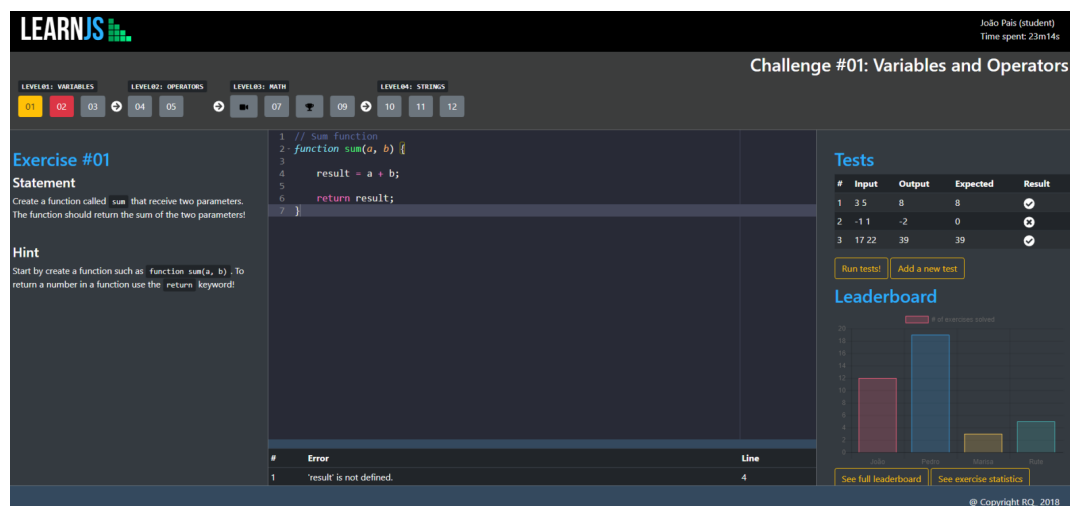 LEARNJS
João Pais (student)
Time spent: 23m14s
Challenge #01: Variables and Operators
LEVEL01: VARIABLES
LEVEL02: OPERATORS
LEVEL03: MATH
LEVEL04: STRINGS
01 02 03 04 05 07 09 10 11 12
Exercise #01
Statement
Create a function called sum that receive two parameters.
The function should return the sum of the two parameters!
Hint
Start by create a function such as function sum(a, b). To
return a number in a function use the return keyword!
1 // Sum function
2 function sum(a, b) {
3
4 result = a + b;
5
6 return result;
7 }
# Error Line
1 'result' is not defined. 4
Tests
# Input Output Expected Result
1 3 5 8 8
2 -1 1 -2 0
3 17 22 39 39
Run tests! Add a new test
Leaderboard
# of exercises solved
20
18
16
14
12
10
8
6
4
2
0
João Pedro Marisa Rute
See full leaderboard See exercise statistics
@ Copyright RQ_ 2018